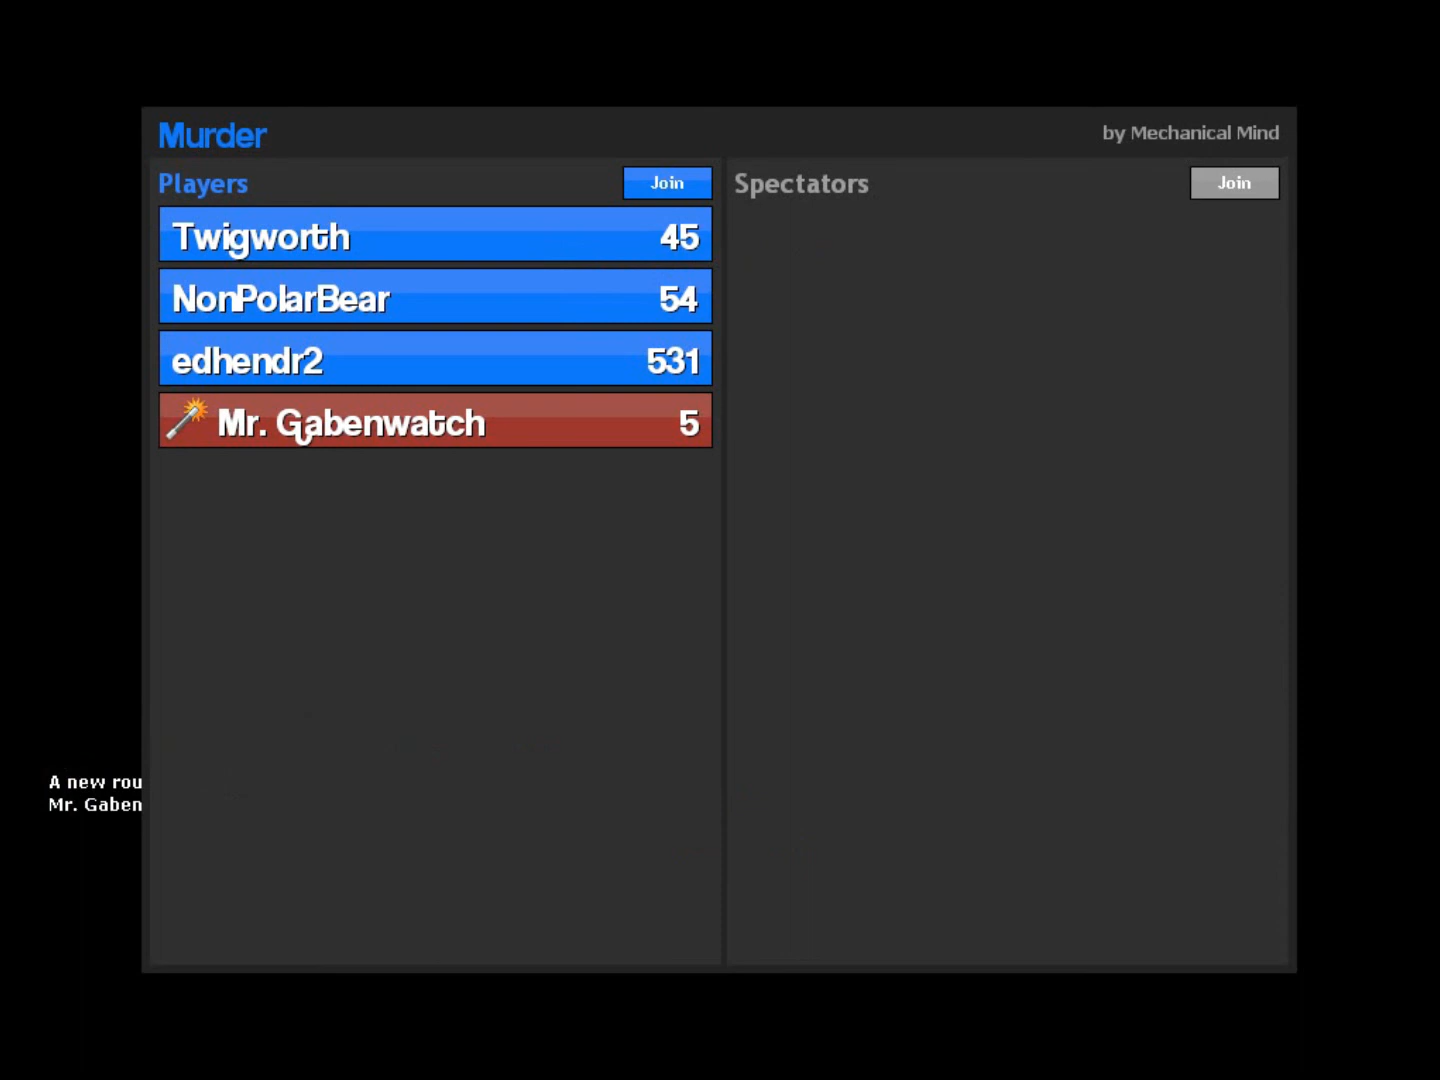 Murder
by Mechanical Mind
Players
Join
Spectators
Join
Twigworth 45
NonPolarBear 54
edhendr2 531
Mr. Gabenwatch 5
A new rou
Mr. Gaben